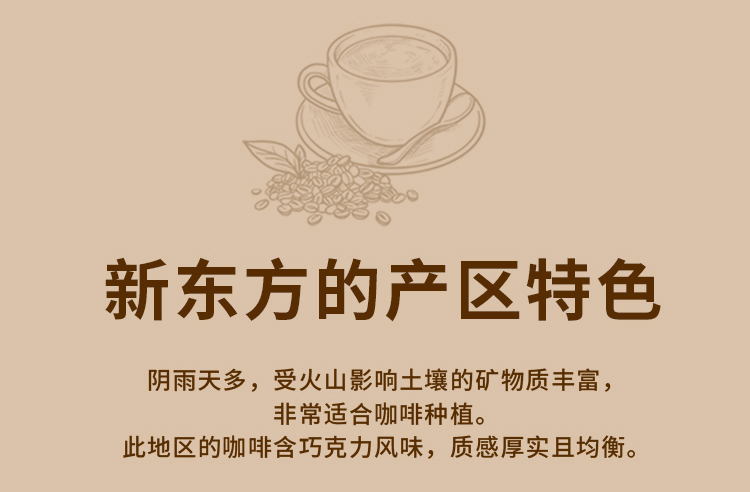 新东方的产区特色
阴雨天多，受火山影响土壤的矿物质丰富，
非常适合咖啡种植。
此地区的咖啡含巧克力风味，质感厚实且均衡。